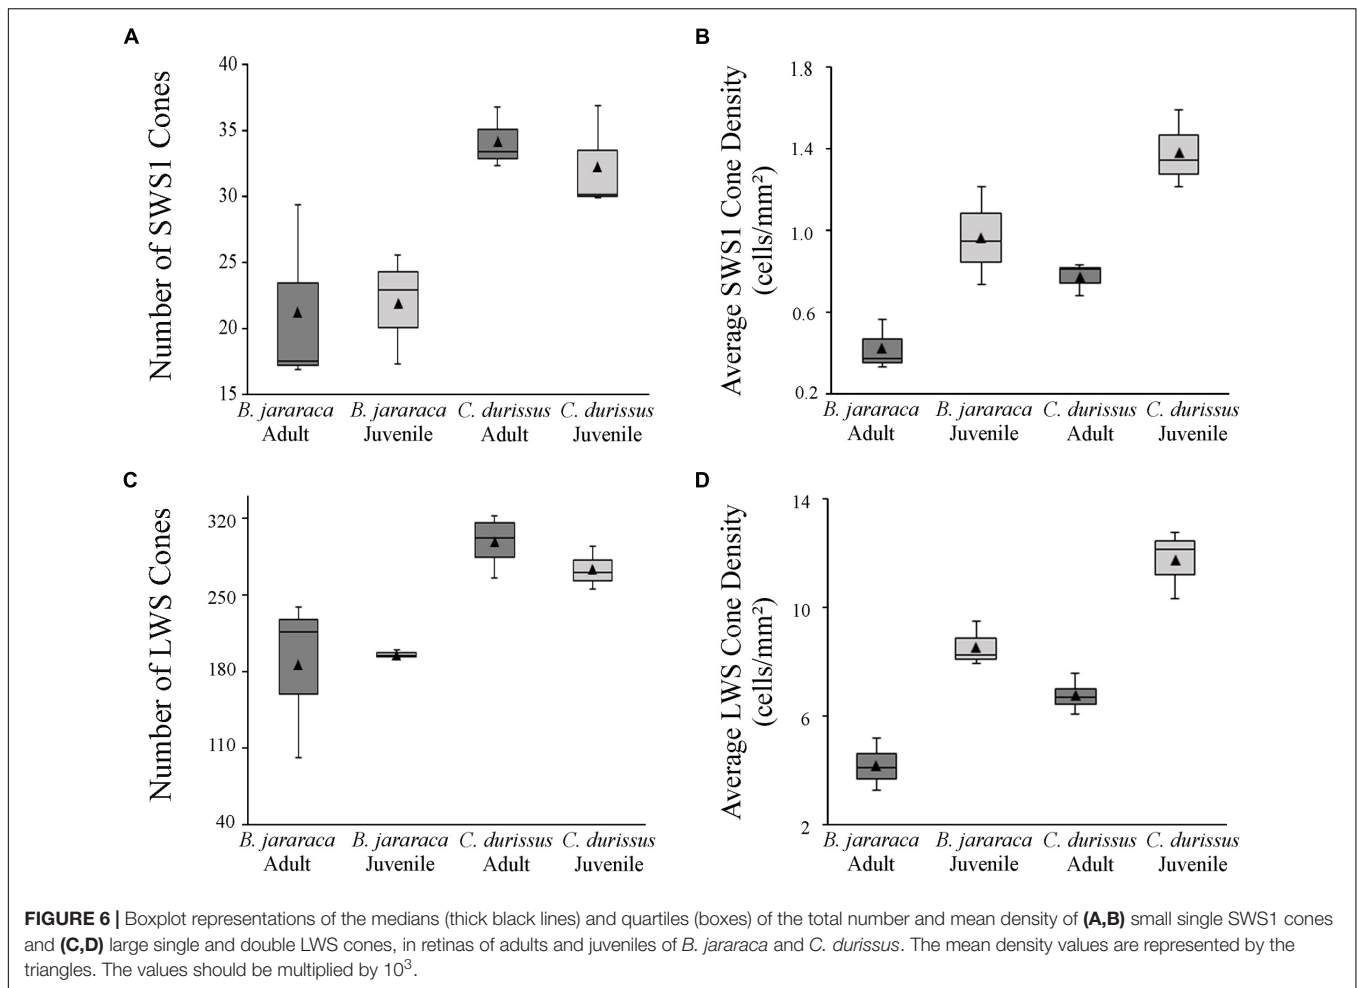 A
Number of SWS1 Cones
40
35
30
25
20
15
B. jararaca Adult
B. jararaca Juvenile
C. durissus Adult
C. durissus Juvenile
B
Average SWS1 Cone Density
(cells/mm²)
1.8
1.4
1.0
0.6
0.2
B. jararaca Adult
B. jararaca Juvenile
C. durissus Adult
C. durissus Juvenile
C
Number of LWS Cones
320
250
180
110
40
B. jararaca Adult
B. jararaca Juvenile
C. durissus Adult
C. durissus Juvenile
D
Average LWS Cone Density
(cells/mm²)
14
10
6
2
B. jararaca Adult
B. jararaca Juvenile
C. durissus Adult
C. durissus Juvenile
FIGURE 6 | Boxplot representations of the medians (thick black lines) and quartiles (boxes) of the total number and mean density of (A,B) small single SWS1 cones
and (C,D) large single and double LWS cones, in retinas of adults and juveniles of B. jararaca and C. durissus. The mean density values are represented by the
triangles. The values should be multiplied by 10³.